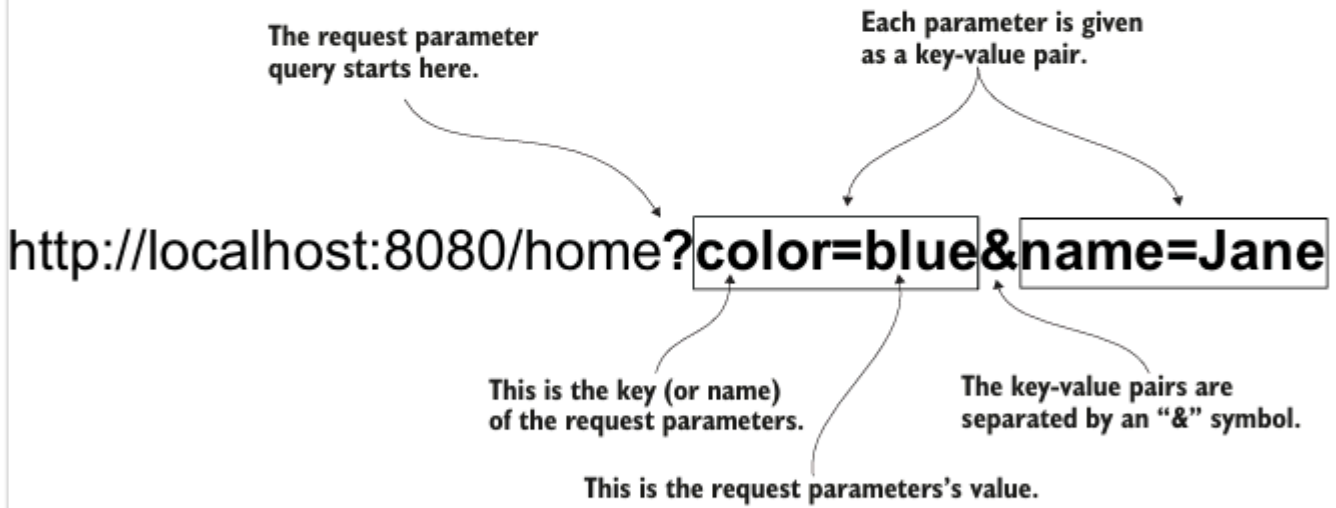 The request parameter
query starts here.
Each parameter is given
as a key-value pair.
http://localhost:8080/home?color=blue&name=Jane
This is the key (or name)
of the request parameters.
The key-value pairs are
separated by an “&” symbol.
This is the request parameters’s value.